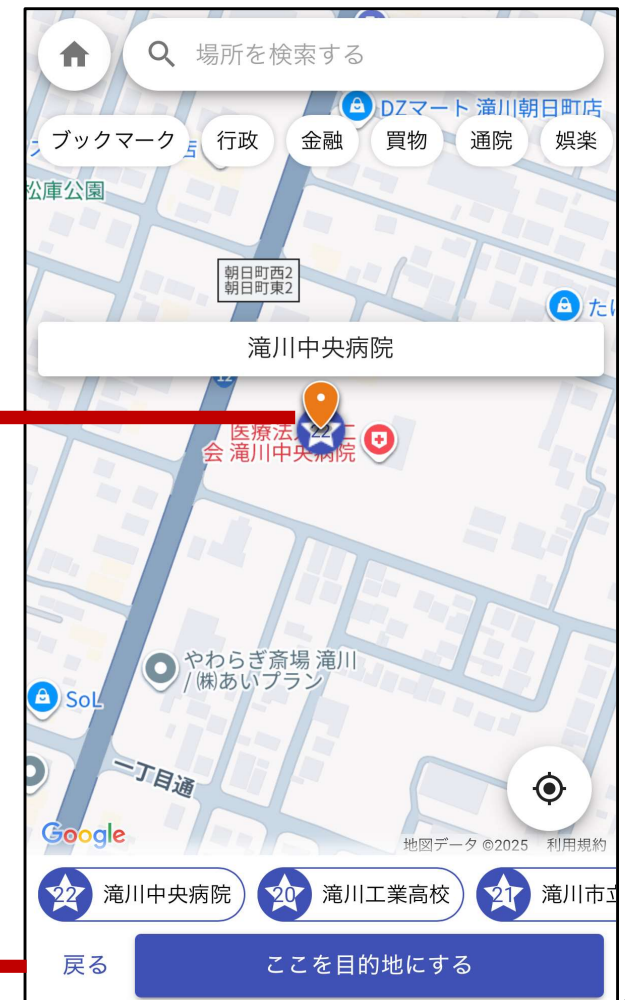 場所を検索する
DZマート 滝川朝日町店
ブックマーク
行政
金融
買物
通院
娯楽
松庫公園
朝日町西2
朝日町東2
滝川中央病院
12
22
会 滝川中央病院
やわらぎ斎場 滝川
/ ㈱あいプラン
SoL
一丁目通
Google
地図データ ©2025 利用規約
22 滝川中央病院
20 滝川工業高校
21 滝川市立
戻る
ここを目的地にする